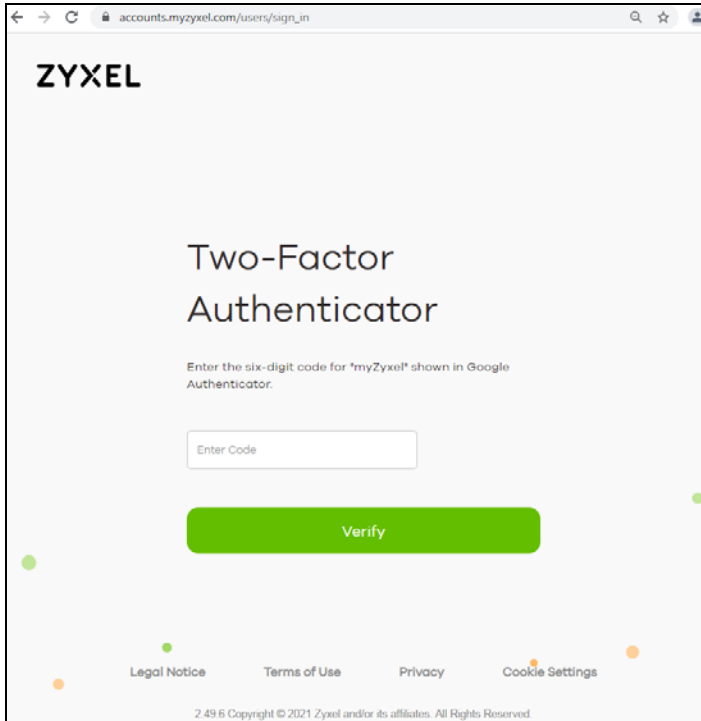 accounts.myzyxel.com/users/sign_in
ZYXEL
Two-Factor
Authenticator
Enter the six-digit code for "myZyxel" shown in Google
Authenticator.
Enter Code
Verify
Legal Notice Terms of Use Privacy Cookie Settings
2.49.6 Copyright © 2021 Zyxel and/or its affiliates. All Rights Reserved.